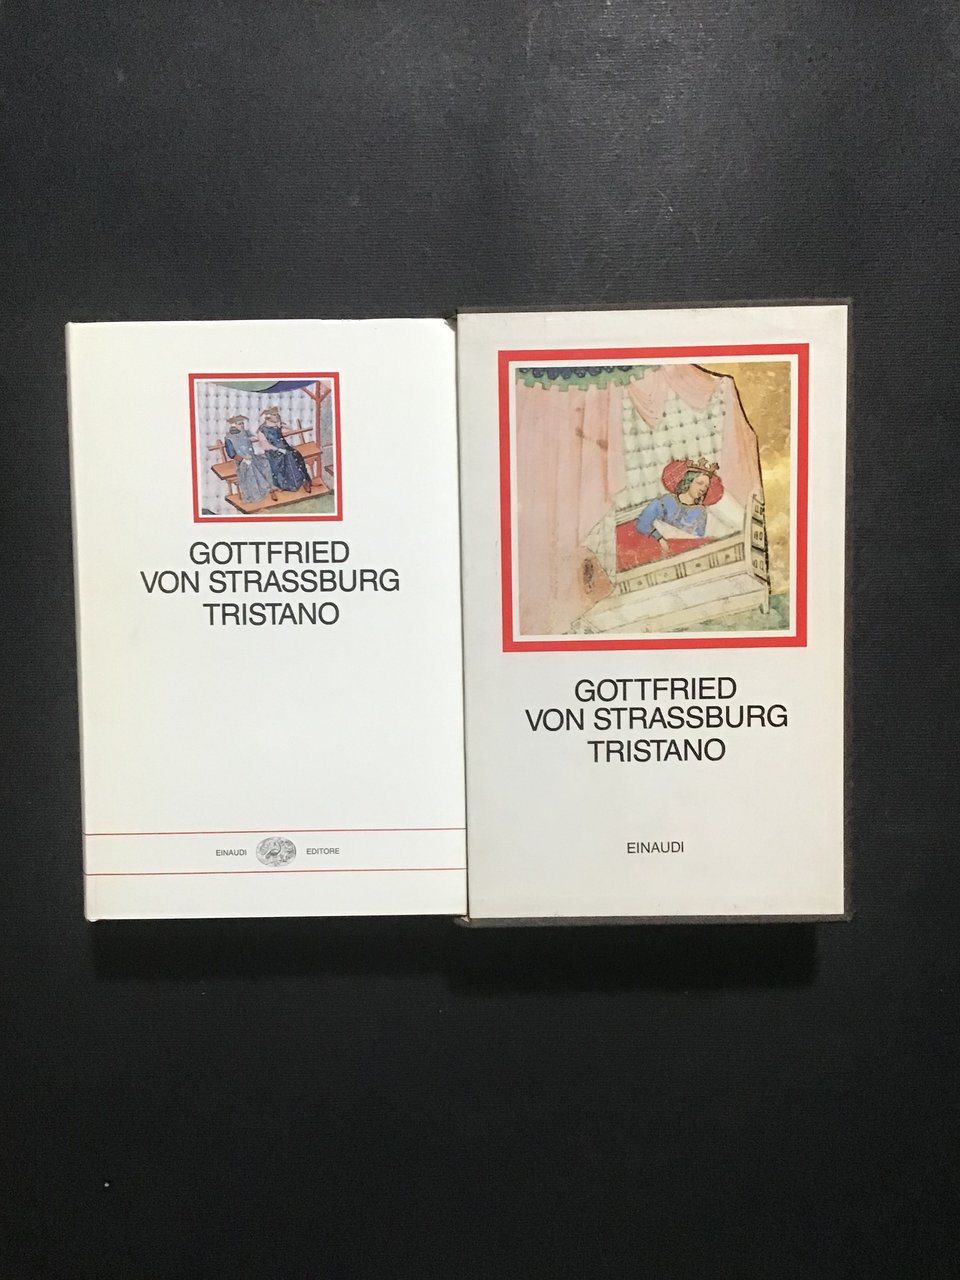 GOTTFRIED
VON STRASSBURG
TRISTANO
EINAUDI
EDITORE
GOTTFRIED
VON STRASSBURG
TRISTANO
EINAUDI